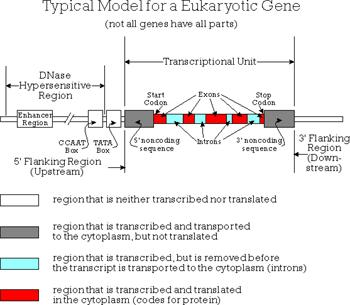 Typical Model for a Eukaryotic Gene
(not all genes have all parts)
DNase
Hypersensitive
Region
Transcriptional Unit
Start
Codon
Exons
Stop
Codon
Enhancer
Region
CCAAT
Box
TATA
Box
5' noncoding
sequence
Introns
3' noncoding
sequence
5' Flanking Region
(Upstream)
3' Flanking
Region
(Down-
stream)
region that is neither transcribed nor translated
region that is transcribed and transported
to the cytoplasm, but not translated
region that is transcribed, but is removed before
the transcript is transported to the cytoplasm (introns)
region that is transcribed and translated
in the cytoplasm (codes for protein)